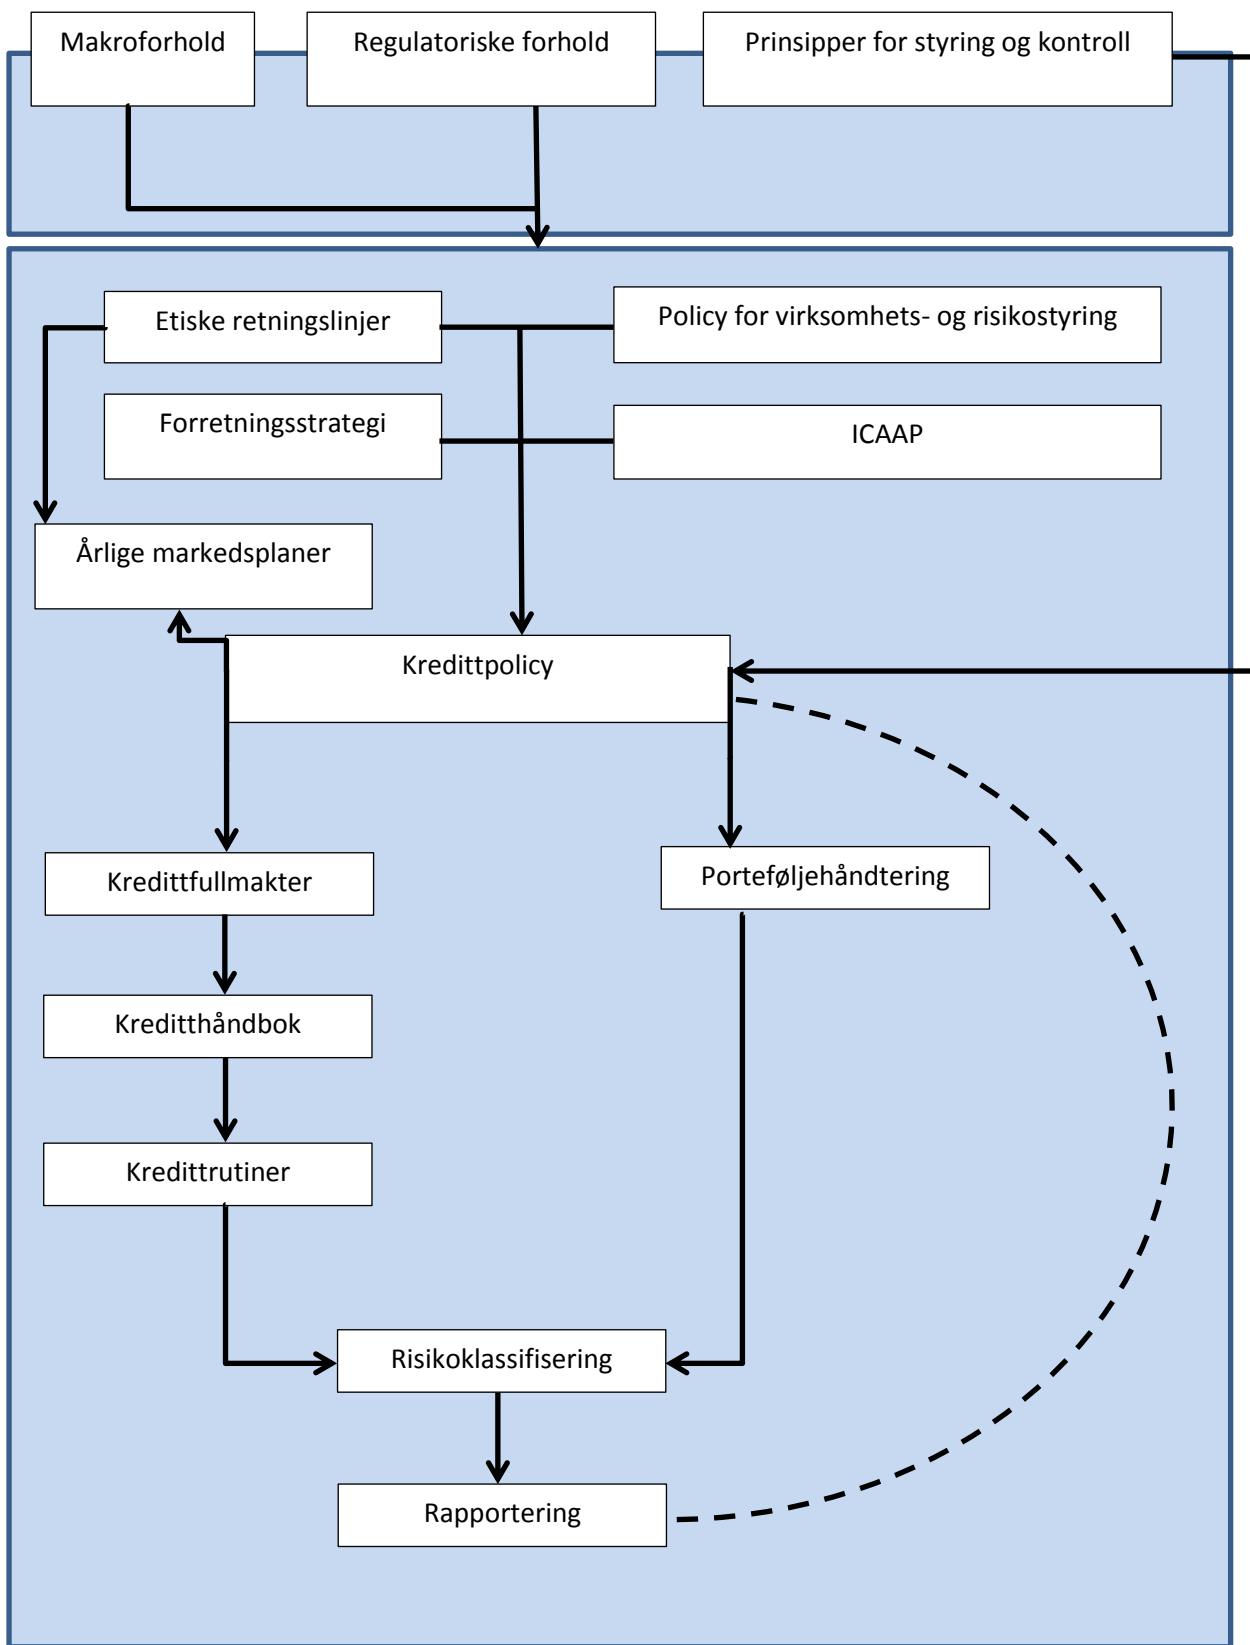 Makroforhold
Regulatoriske forhold
Prinsipper for styring og kontroll
Etiske retningslinjer
Policy for virksomhets- og risikostyring
Forretningsstrategi
ICAAP
Årlige markedsplaner
Kredittpolicy
Kredittfullmakter
Porteføljehåndtering
Kreditthåndbok
Kredittrutiner
Risikoklassifisering
Rapportering